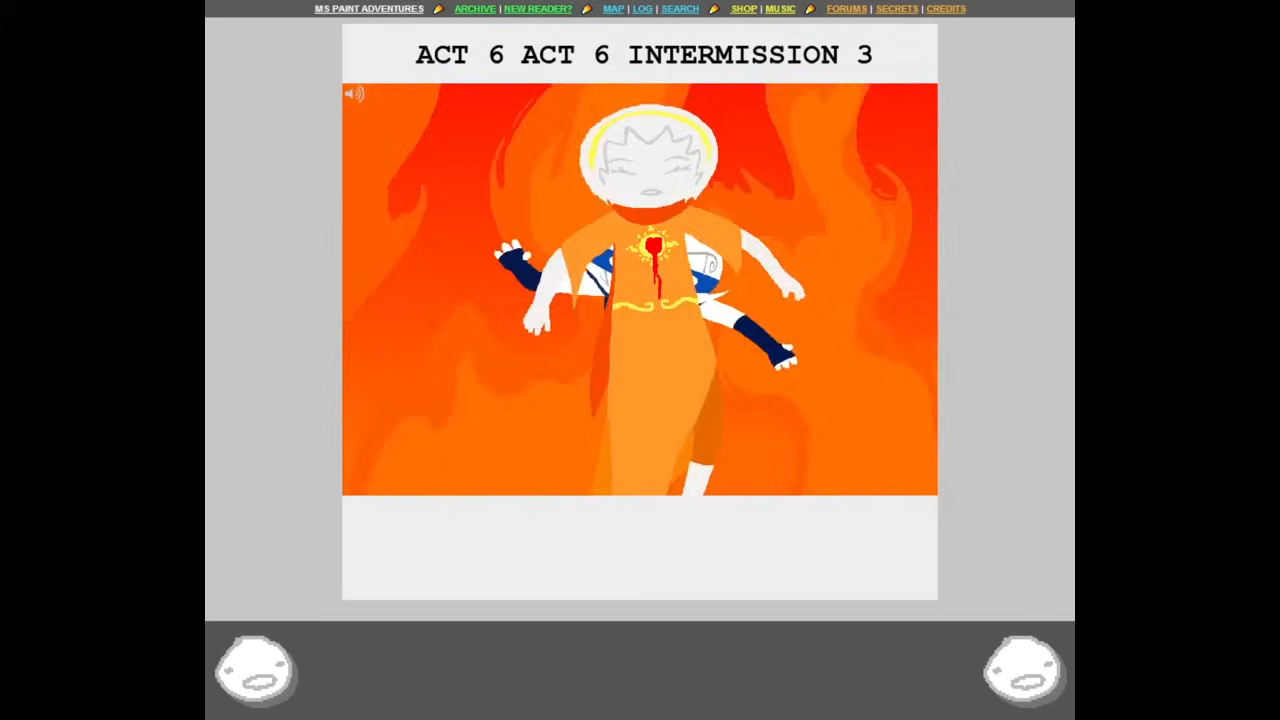 MS PAINT ADVENTURES ARCHIVE | NEW READER? MAP | LOG | SEARCH SHOP | MUSIC FORUMS | SECRETS | CREDITS
ACT 6 ACT 6 INTERMISSION 3